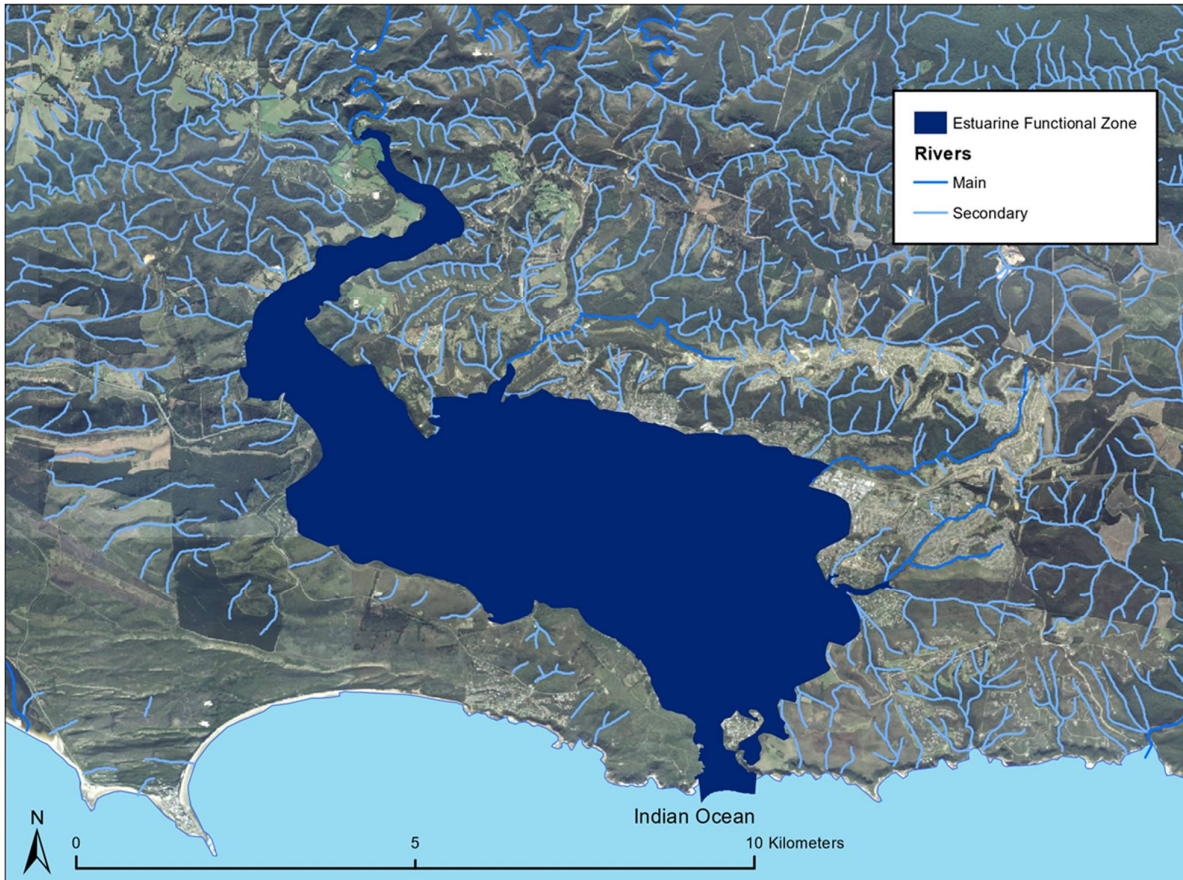 Estuarine Functional Zone
Rivers
Main
Secondary
Indian Ocean
N
0
5
10 Kilometers